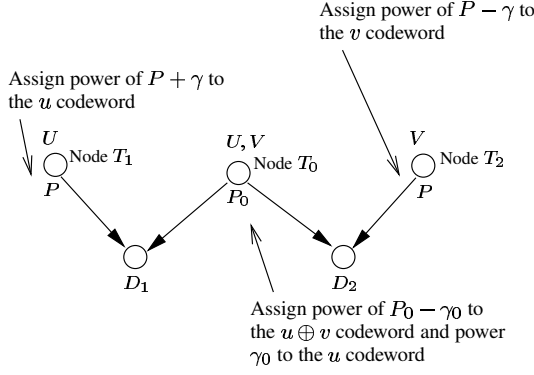 Assign power of P − γ to
the v codeword
Assign power of P + γ to
the u codeword
U
Node T₁
P
U, V
Node T₀
P₀
V
Node T₂
P
D₁
D₂
Assign power of P₀ − γ₀ to
the u ⊕ v codeword and power
γ₀ to the u codeword